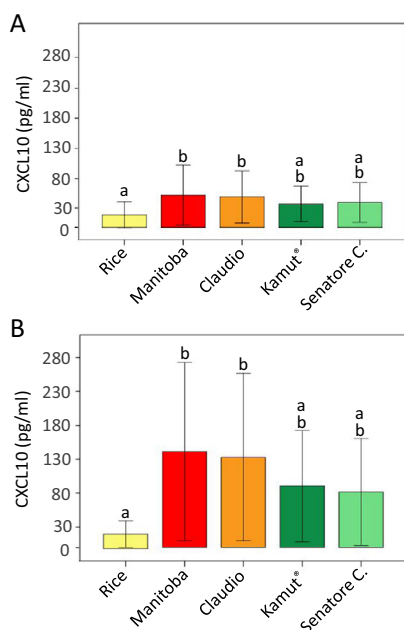 A
CXCL10 (pg/ml)
280
230
180
130
80
30
0
a
b
b
a
b
a
b
Rice
Manitoba
Claudio
Kamut®
Senatore C.
B
CXCL10 (pg/ml)
280
230
180
130
80
30
0
a
b
b
a
b
a
b
Rice
Manitoba
Claudio
Kamut®
Senatore C.